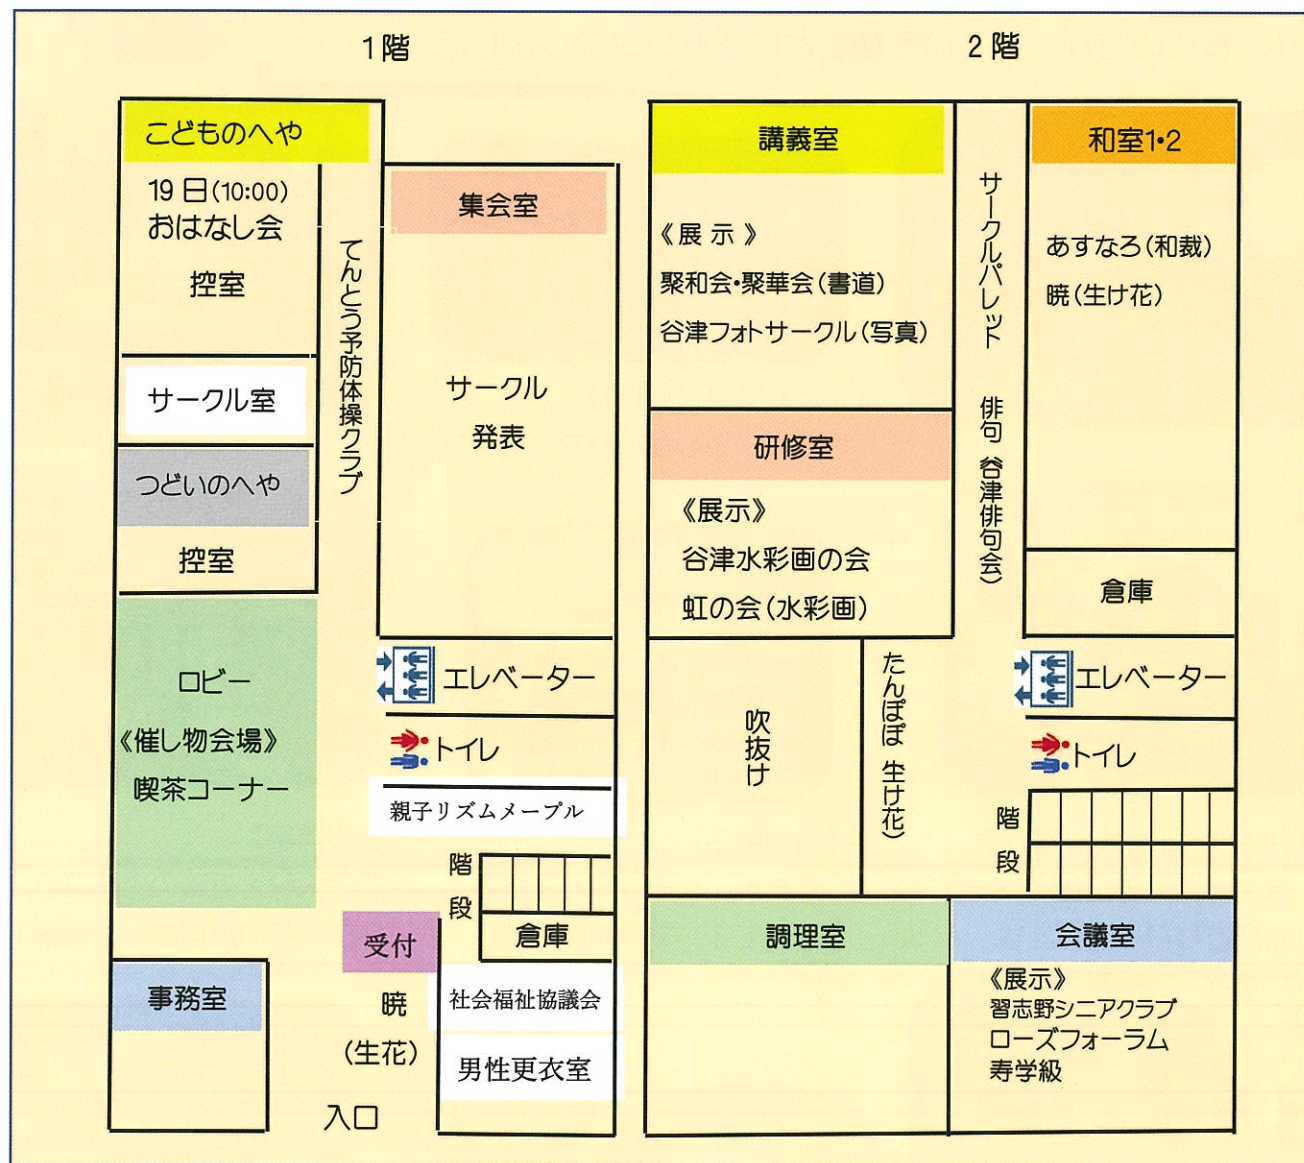 1階
こどものへや
19日(10:00)
おはなし会
控室
サークル室
つどいのへや
控室
ロビー
《催し物会場》
喫茶コーナー
事務室
てんとう予防体操クラブ
集会室
サークル
発表
エレベーター
トイレ
親子リズムメープル
階段
倉庫
受付
暁
(生花)
社会福祉協議会
男性更衣室
入口
2階
講義室
《展示》
聚和会・聚華会(書道)
谷津フォトサークル(写真)
研修室
《展示》
谷津水彩画の会
虹の会(水彩画)
サークルパレット
俳句 谷津俳句会)
和室1・2
あすなろ(和裁)
暁(生け花)
倉庫
吹抜け
たんぽぽ 生け花)
エレベーター
トイレ
階段
調理室
会議室
《展示》
習志野シニアクラブ
ローズフォーラム
寿学級